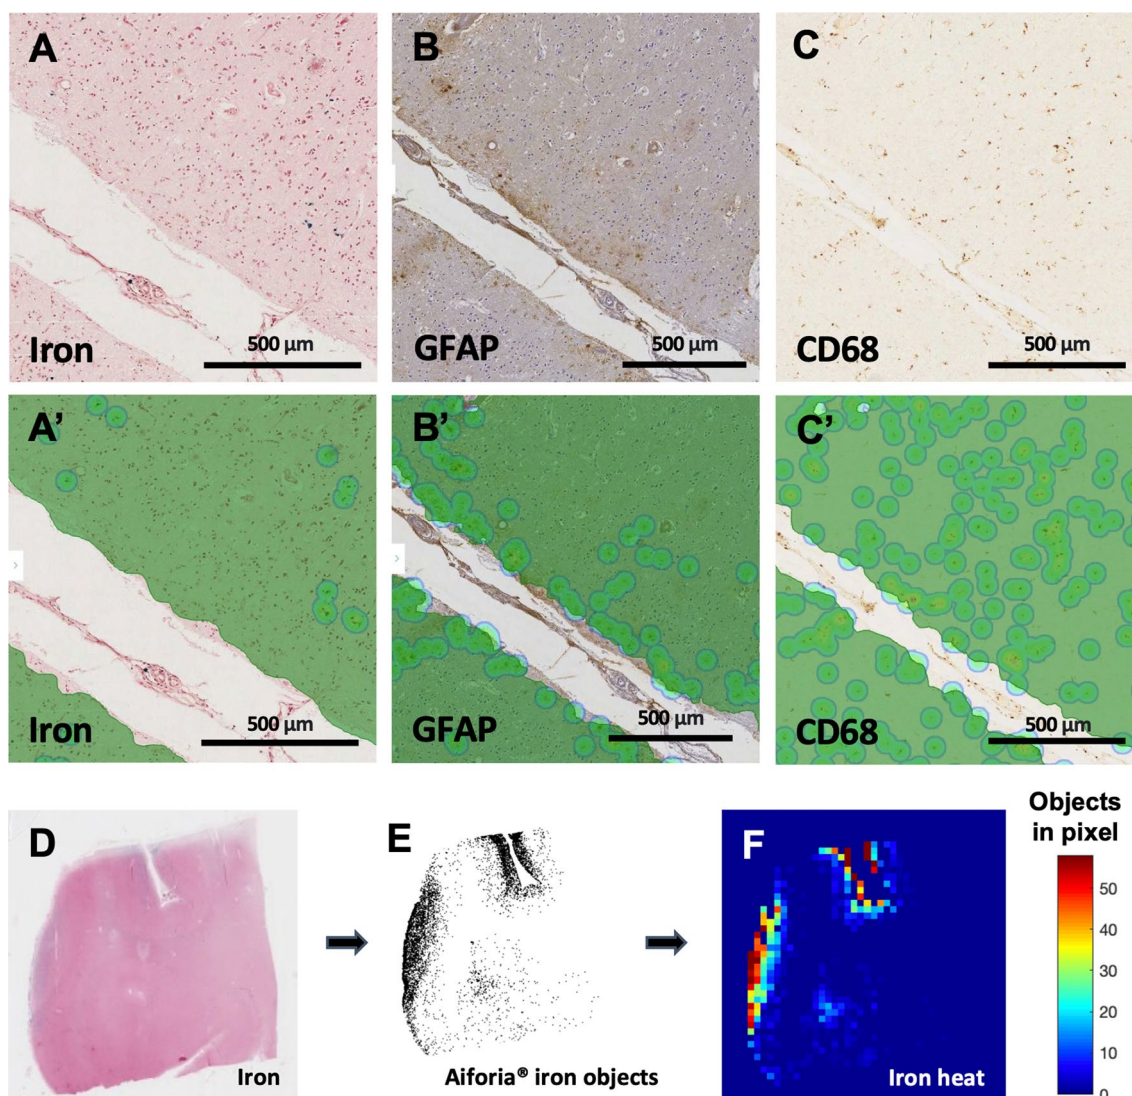 A
B
C
Iron
500 µm
GFAP
500 µm
CD68
500 µm
A’
B’
C’
Iron
500 µm
GFAP
500 µm
CD68
500 µm
D
E
F
Objects
in pixel
50
40
30
20
10
0
Iron
Aiforia® iron objects
Iron heat